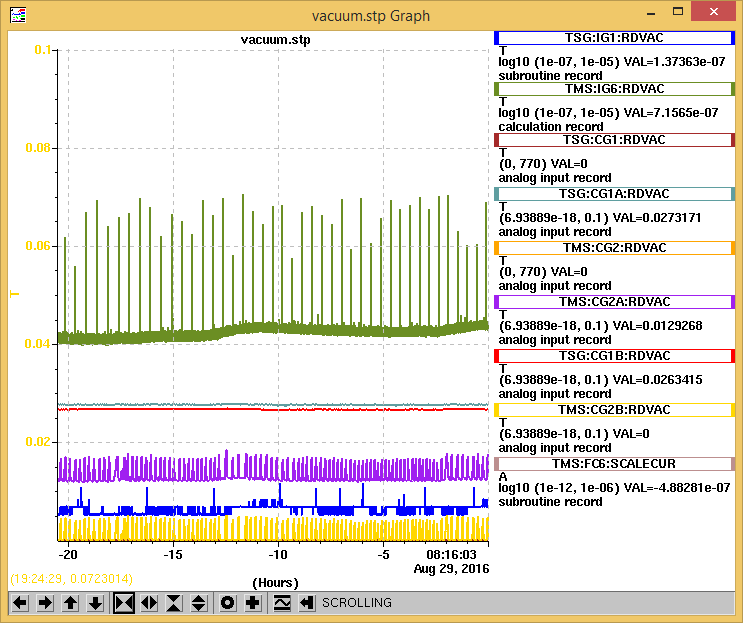 vacuum.stp Graph
vacuum.stp
0.1
0.08
0.06
T
0.04
0.02
-20
-15
-10
-5
08:16:03
Aug 29, 2016
(19:24:29, 0.0723014)
(Hours)
TSG:IG1:RDVAC
T
log10 (1e-07, 1e-05) VAL=1.37363e-07
subroutine record
TMS:IG6:RDVAC
T
log10 (1e-07, 1e-05) VAL=7.1565e-07
calculation record
TSG:CG1:RDVAC
T
(0, 770) VAL=0
analog input record
TSG:CG1A:RDVAC
T
(6.93889e-18, 0.1) VAL=0.0273171
analog input record
TMS:CG2:RDVAC
T
(0, 770) VAL=0
analog input record
TMS:CG2A:RDVAC
T
(6.93889e-18, 0.1) VAL=0.0129268
analog input record
TSG:CG1B:RDVAC
T
(6.93889e-18, 0.1) VAL=0.0263415
analog input record
TMS:CG2B:RDVAC
T
(6.93889e-18, 0.1) VAL=0
analog input record
TMS:FC6:SCALECUR
A
log10 (1e-12, 1e-06) VAL=-4.88281e-07
subroutine record
SCROLLING